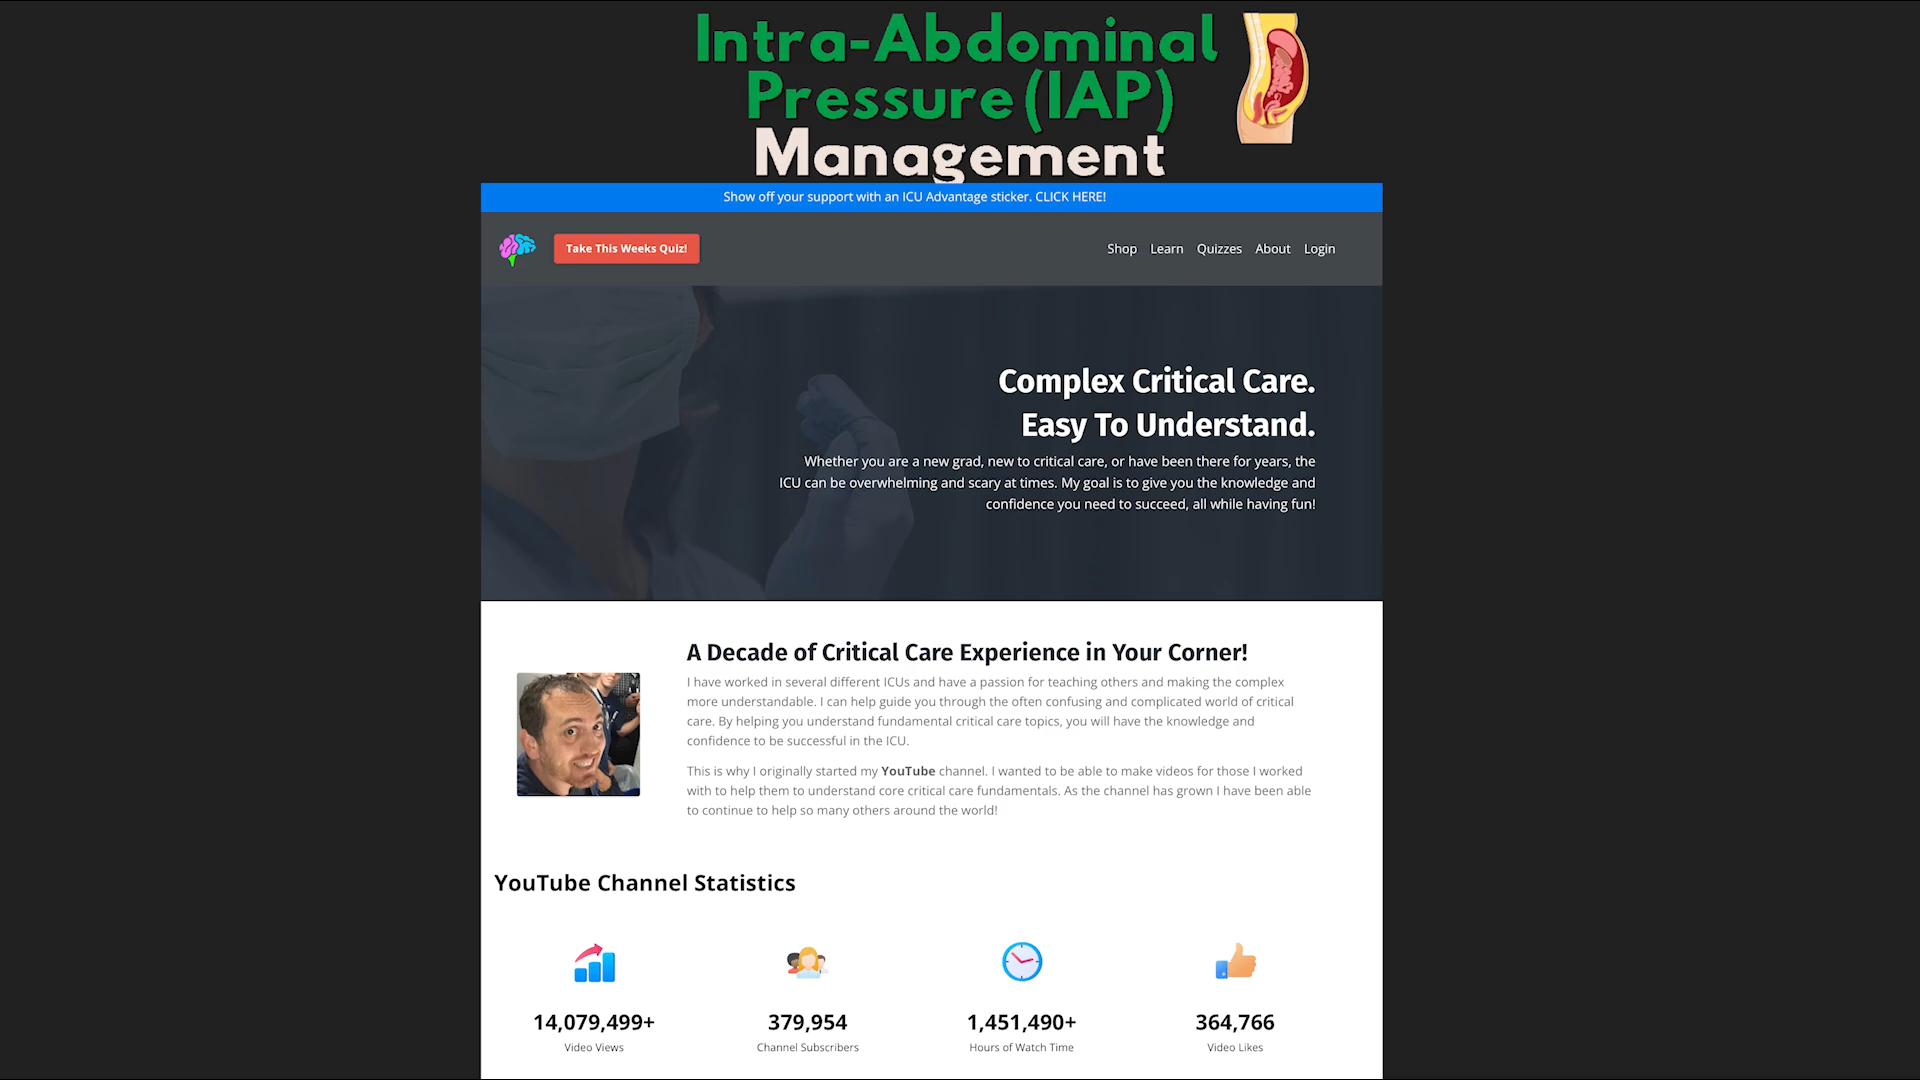 Intra-Abdominal
Pressure(IAP)
Management
Show off your support with an ICU Advantage sticker. CLICK HERE!
Take This Weeks Quiz!
Shop
Learn
Quizzes
About
Login
Complex Critical Care.
Easy To Understand.
Whether you are a new grad, new to critical care, or have been there for years, the
ICU can be overwhelming and scary at times. My goal is to give you the knowledge and
confidence you need to succeed, all while having fun!
A Decade of Critical Care Experience in Your Corner!
I have worked in several different ICUs and have a passion for teaching others and making the complex
more understandable. I can help guide you through the often confusing and complicated world of critical
care. By helping you understand fundamental critical care topics, you will have the knowledge and
confidence to be successful in the ICU.
This is why I originally started my YouTube channel. I wanted to be able to make videos for those I worked
with to help them to understand core critical care fundamentals. As the channel has grown I have been able
to continue to help so many others around the world!
YouTube Channel Statistics
14,079,499+
Video Views
379,954
Channel Subscribers
1,451,490+
Hours of Watch Time
364,766
Video Likes